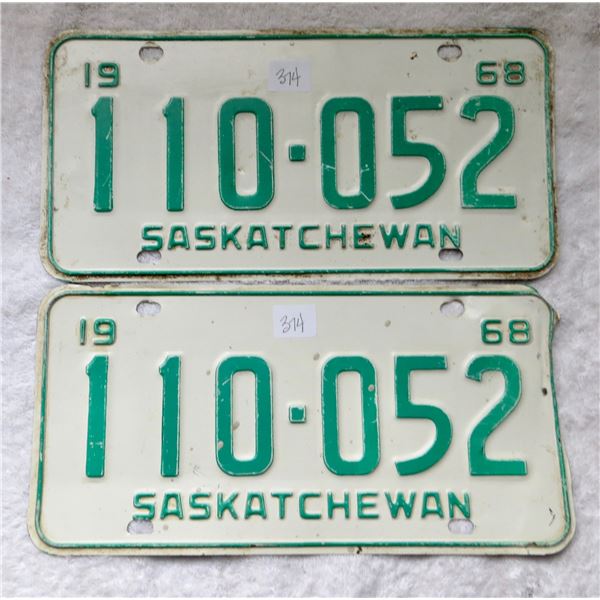 19 374 68
110-052
SASKATCHEWAN
19 374 68
110-052
SASKATCHEWAN